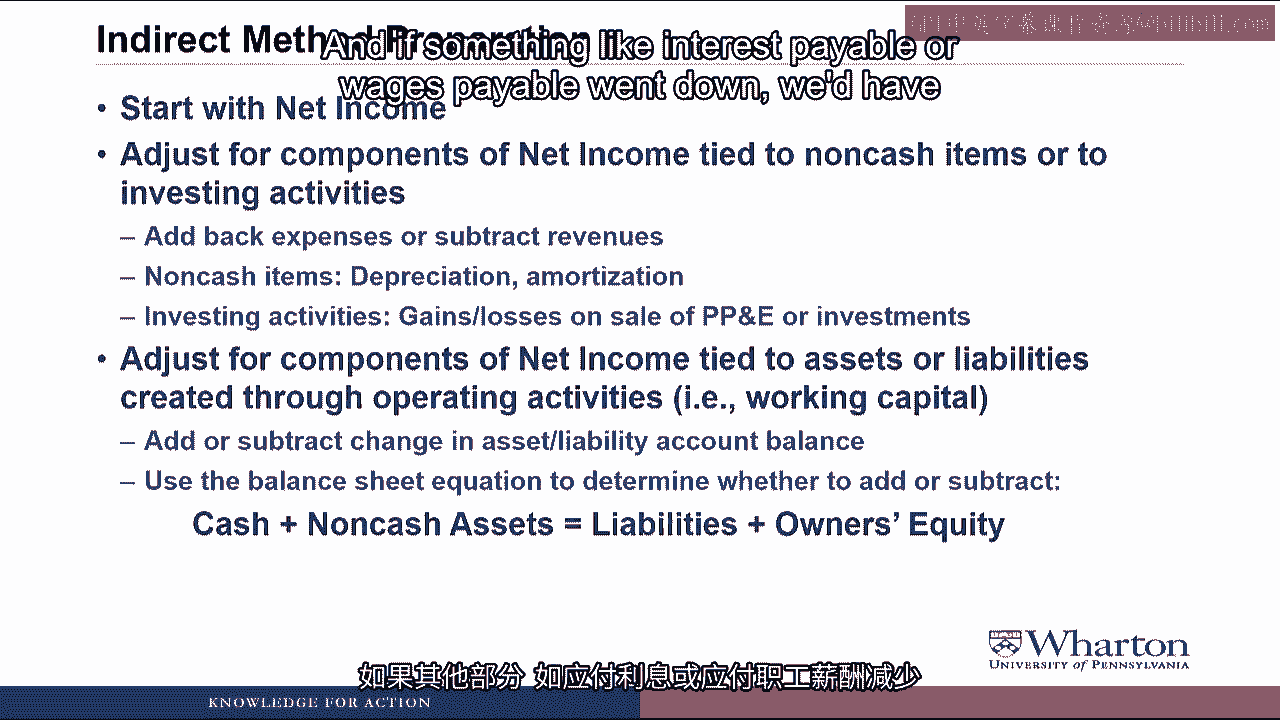 Indirect Method Preparation
And if something like interest payable or
wages payable went down, we'd have
• Start with Net Income
• Adjust for components of Net Income tied to noncash items or to
investing activities
– Add back expenses or subtract revenues
– Noncash items: Depreciation, amortization
– Investing activities: Gains/losses on sale of PP&E or investments
• Adjust for components of Net Income tied to assets or liabilities
created through operating activities (i.e., working capital)
– Add or subtract change in asset/liability account balance
– Use the balance sheet equation to determine whether to add or subtract:
Cash + Noncash Assets = Liabilities + Owners' Equity
Wharton
UNIVERSITY of PENNSYLVANIA
如果其他部分 如应付利息或应付职工薪酬减少
KNOWLEDGE FOR ACTION